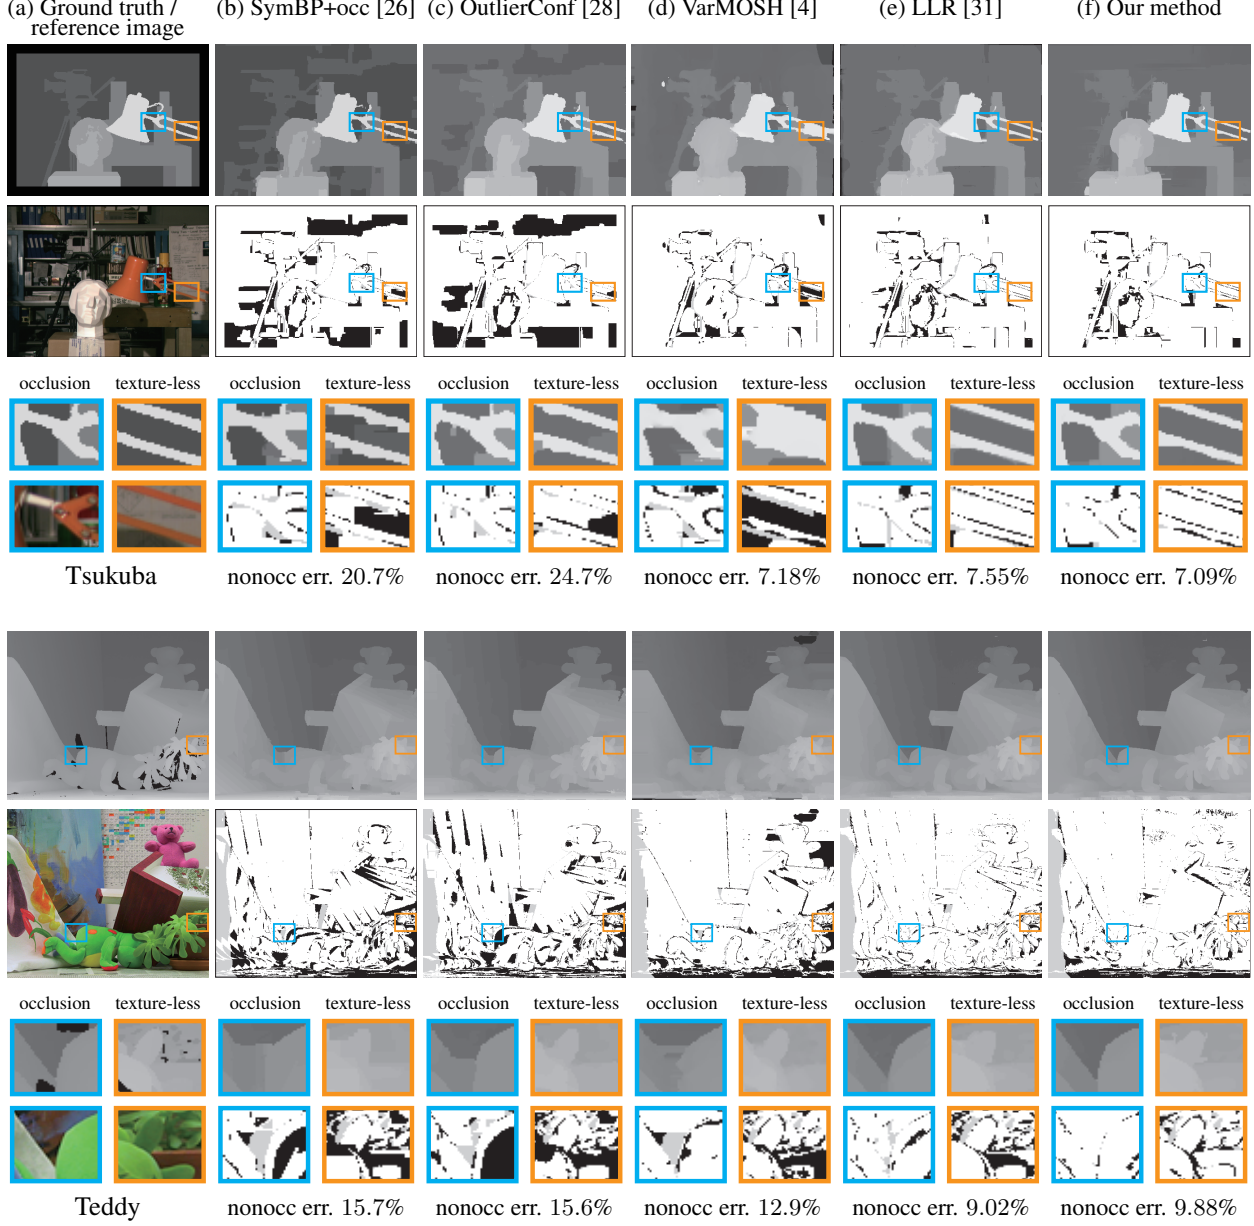 (a) Ground truth / reference image
(b) SymBP+occ [26]
(c) OutlierConf [28]
(d) VarMOSH [4]
(e) LLR [31]
(f) Our method
occlusion texture-less occlusion texture-less occlusion texture-less occlusion texture-less occlusion texture-less occlusion texture-less
Tsukuba nonocc err. 20.7% nonocc err. 24.7% nonocc err. 7.18% nonocc err. 7.55% nonocc err. 7.09%
occlusion texture-less occlusion texture-less occlusion texture-less occlusion texture-less occlusion texture-less occlusion texture-less
Teddy nonocc err. 15.7% nonocc err. 15.6% nonocc err. 12.9% nonocc err. 9.02% nonocc err. 9.88%